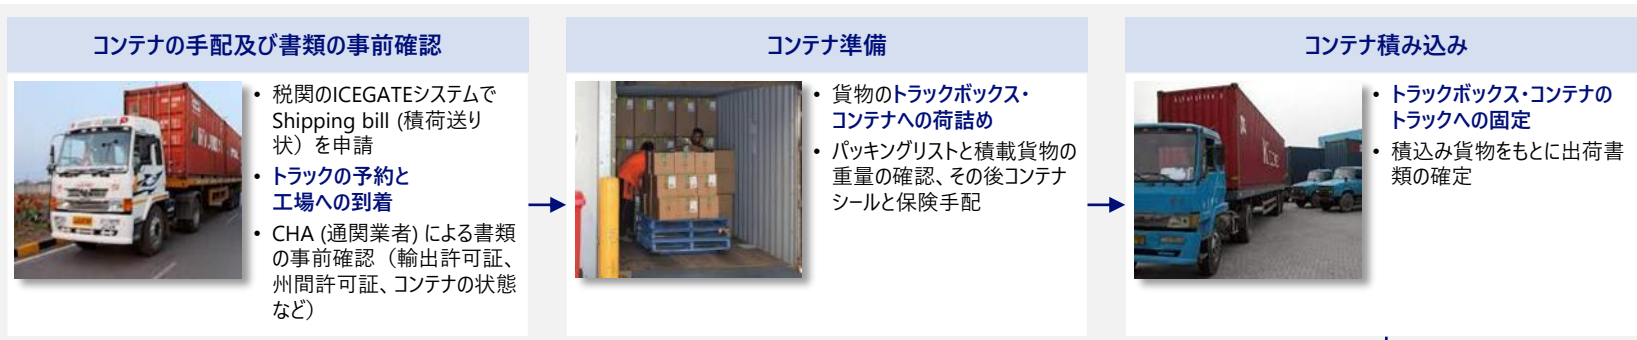 コンテナの手配及び書類の事前確認
• 税関のICEGATEシステムで
Shipping bill (積荷送り
状）を申請
• トラックの予約と
工場への到着
• CHA (通関業者) による書類
の事前確認（輸出許可証、
州間許可証、コンテナの状態
など）
コンテナ準備
• 貨物のトラックボックス・
コンテナへの荷詰め
• パッキングリストと積載貨物の
重量の確認、その後コンテナ
シールと保険手配
コンテナ積み込み
• トラックボックス・コンテナの
トラックへの固定
• 積込み貨物をもとに出荷書
類の確定